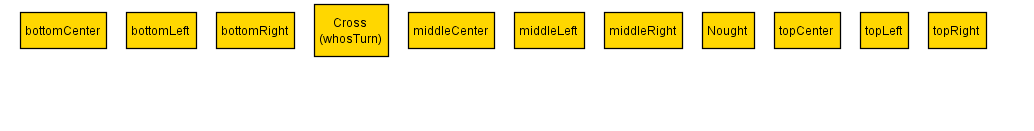 bottomCenter
bottomLeft
bottomRight
Cross
(whosTurn)
middleCenter
middleLeft
middleRight
Nought
topCenter
topLeft
topRight